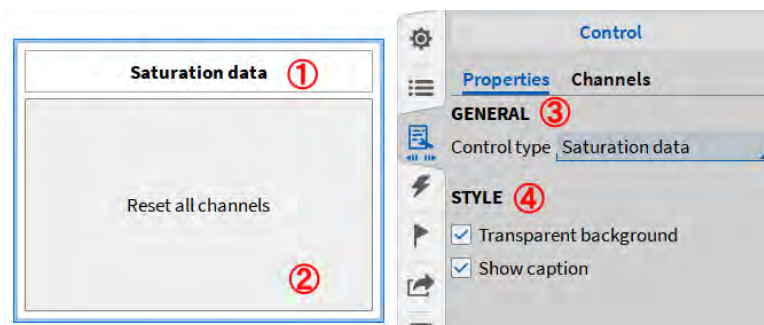 Saturation data ①
Reset all channels
②
Control
Properties Channels
GENERAL ③
Control type Saturation data
STYLE ④
Transparent background
Show caption